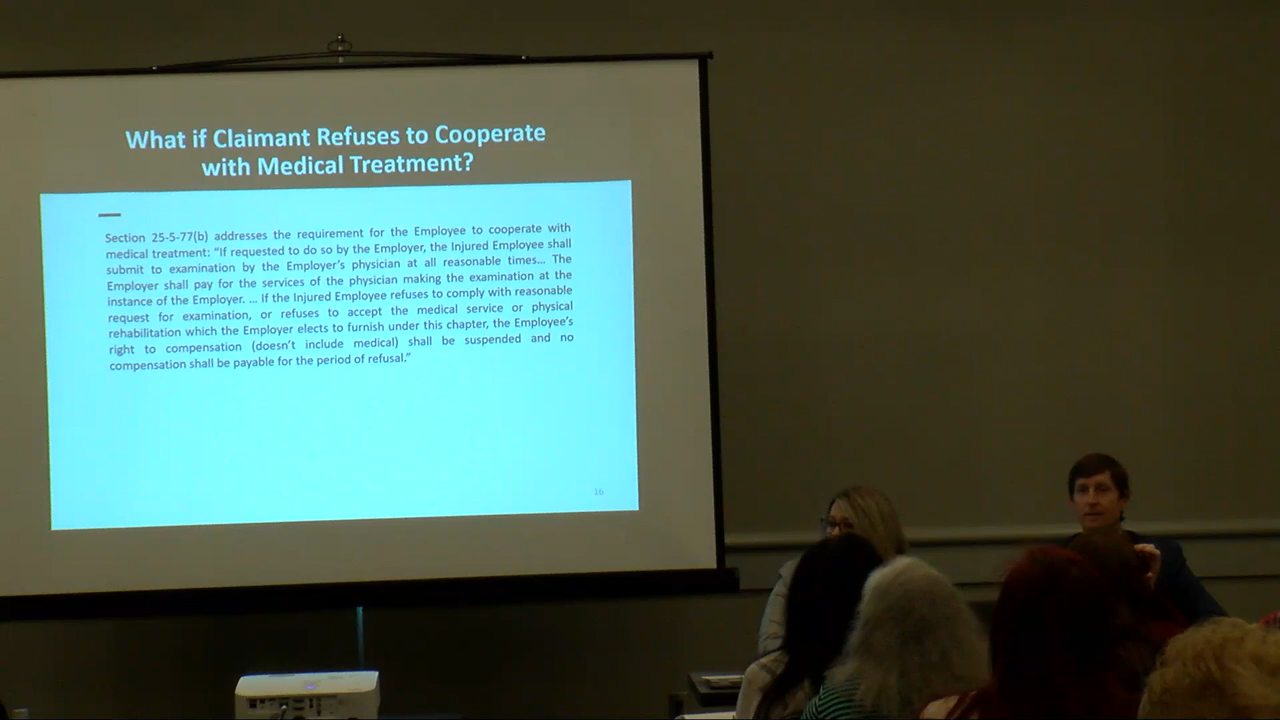 What if Claimant Refuses to Cooperate
with Medical Treatment?
Section 25-5-77(b) addresses the requirement for the Employee to cooperate with
medical treatment: “If requested to do so by the Employer, the Injured Employee shall
submit to examination by the Employer’s physician at all reasonable times... The
Employer shall pay for the services of the physician making the examination at the
instance of the Employer. ... If the Injured Employee refuses to comply with reasonable
request for examination, or refuses to accept the medical service or physical
rehabilitation which the Employer elects to furnish under this chapter, the Employee’s
right to compensation (doesn’t include medical) shall be suspended and no
compensation shall be payable for the period of refusal.”
16